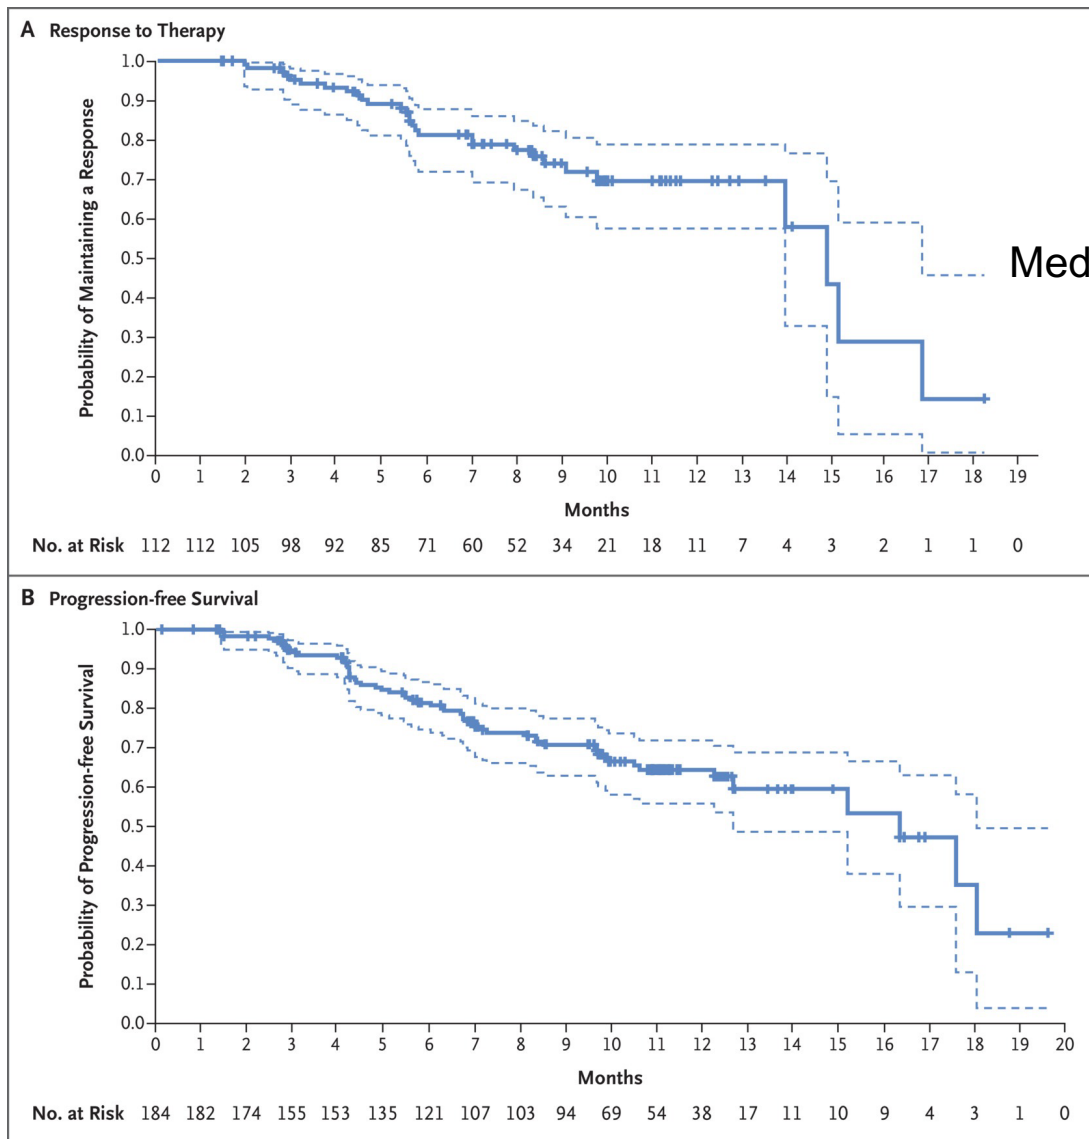 A Response to Therapy
Probability of Maintaining a Response
1.0
0.9
0.8
0.7
0.6
0.5
0.4
0.3
0.2
0.1
0.0
Med
0 1 2 3 4 5 6 7 8 9 10 11 12 13 14 15 16 17 18 19
Months
No. at Risk 112 112 105 98 92 85 71 60 52 34 21 18 11 7 4 3 2 1 1 0
B Progression-free Survival
Probability of Progression-free Survival
1.0
0.9
0.8
0.7
0.6
0.5
0.4
0.3
0.2
0.1
0.0
0 1 2 3 4 5 6 7 8 9 10 11 12 13 14 15 16 17 18 19 20
Months
No. at Risk 184 182 174 155 153 135 121 107 103 94 69 54 38 17 11 10 9 4 3 1 0